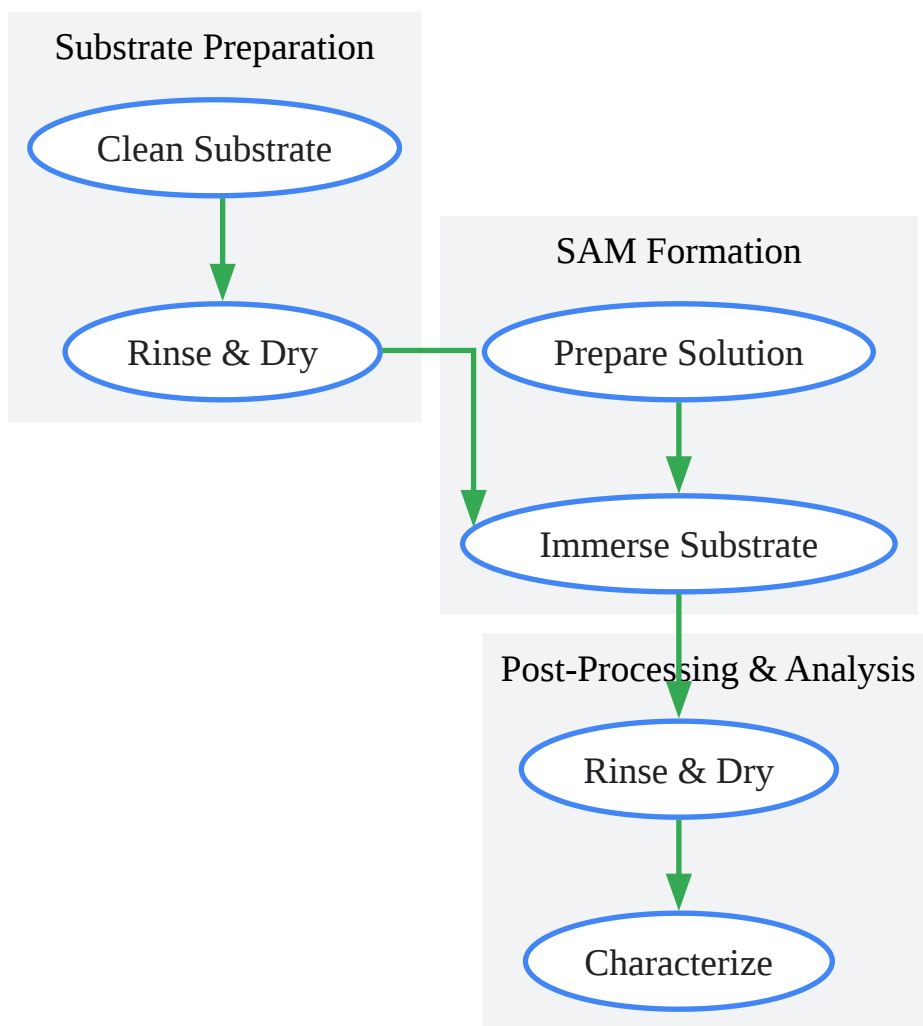 Substrate Preparation
Clean Substrate
Rinse & Dry
SAM Formation
Prepare Solution
Immerse Substrate
Post-Processing & Analysis
Rinse & Dry
Characterize